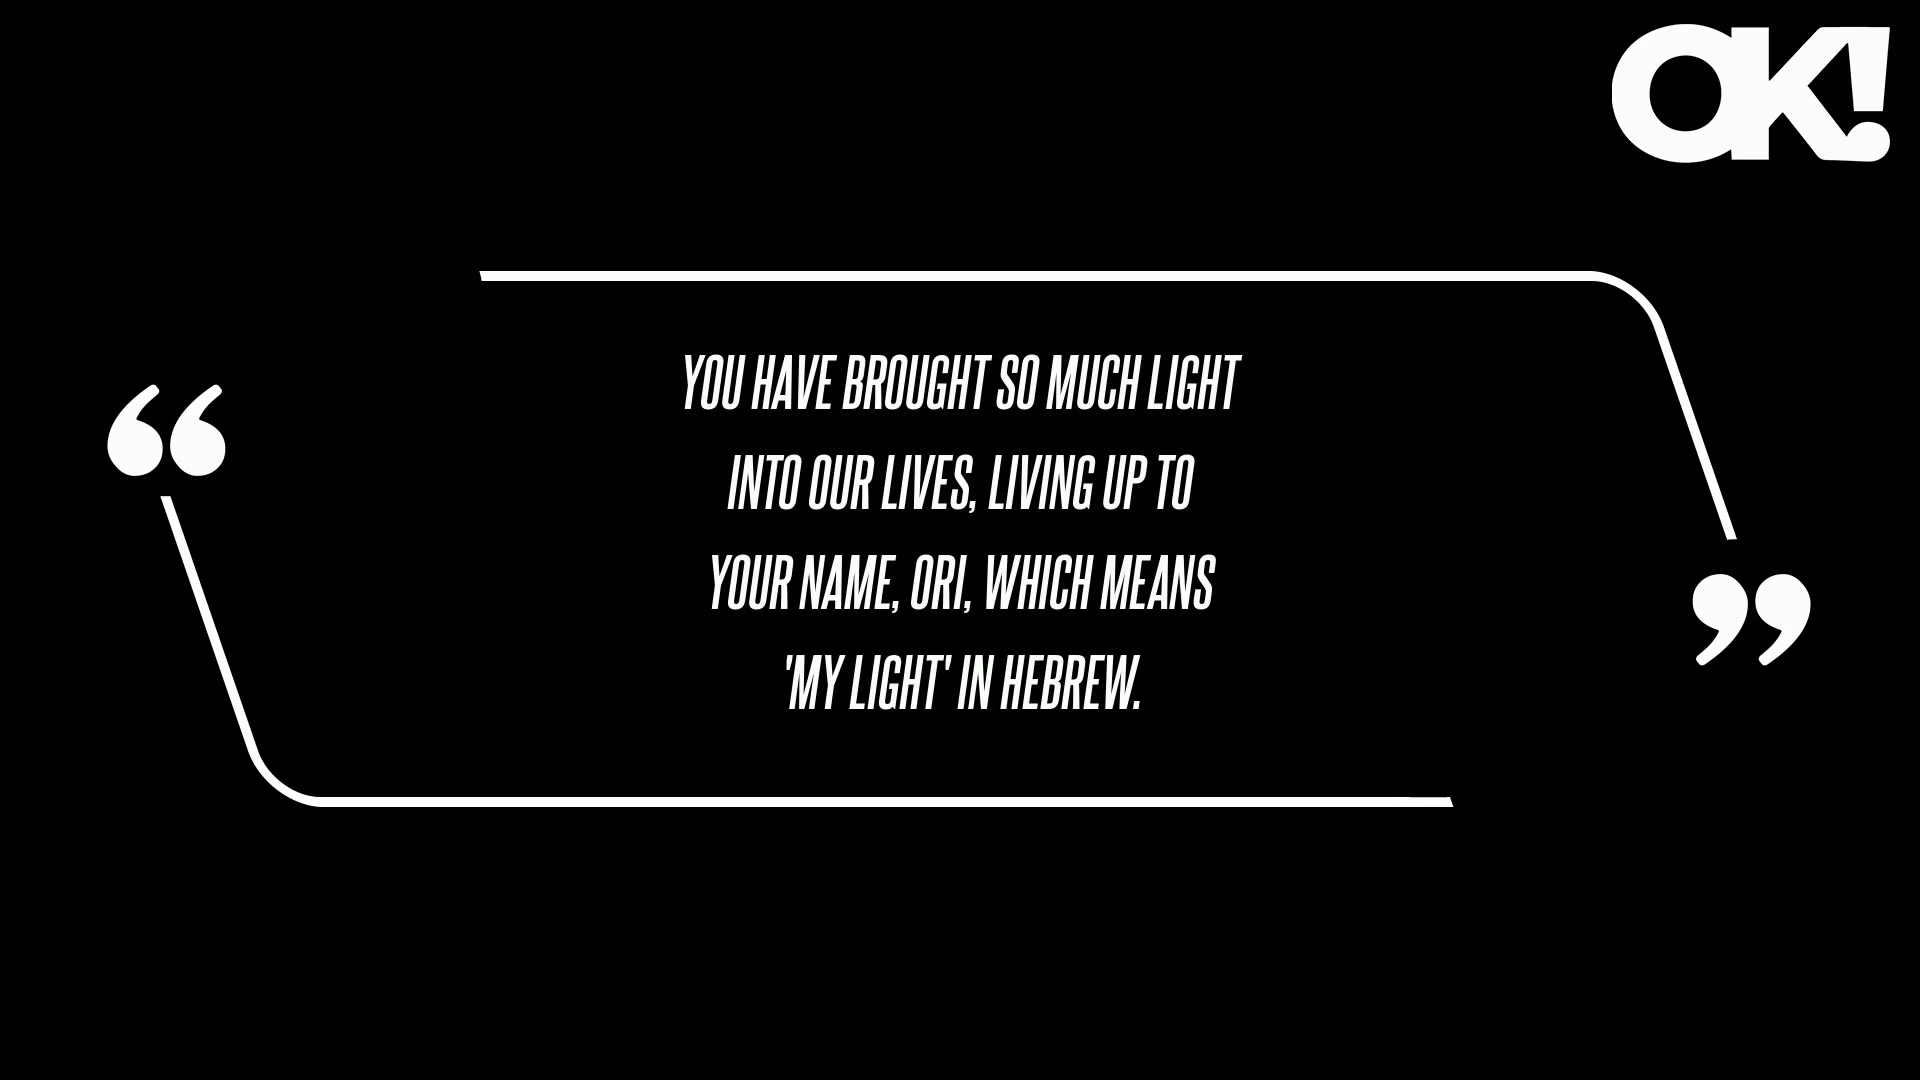 OK!
YOU HAVE BROUGHT SO MUCH LIGHT
INTO OUR LIVES, LIVING UP TO
YOUR NAME, ORI, WHICH MEANS
'MY LIGHT' IN HEBREW.